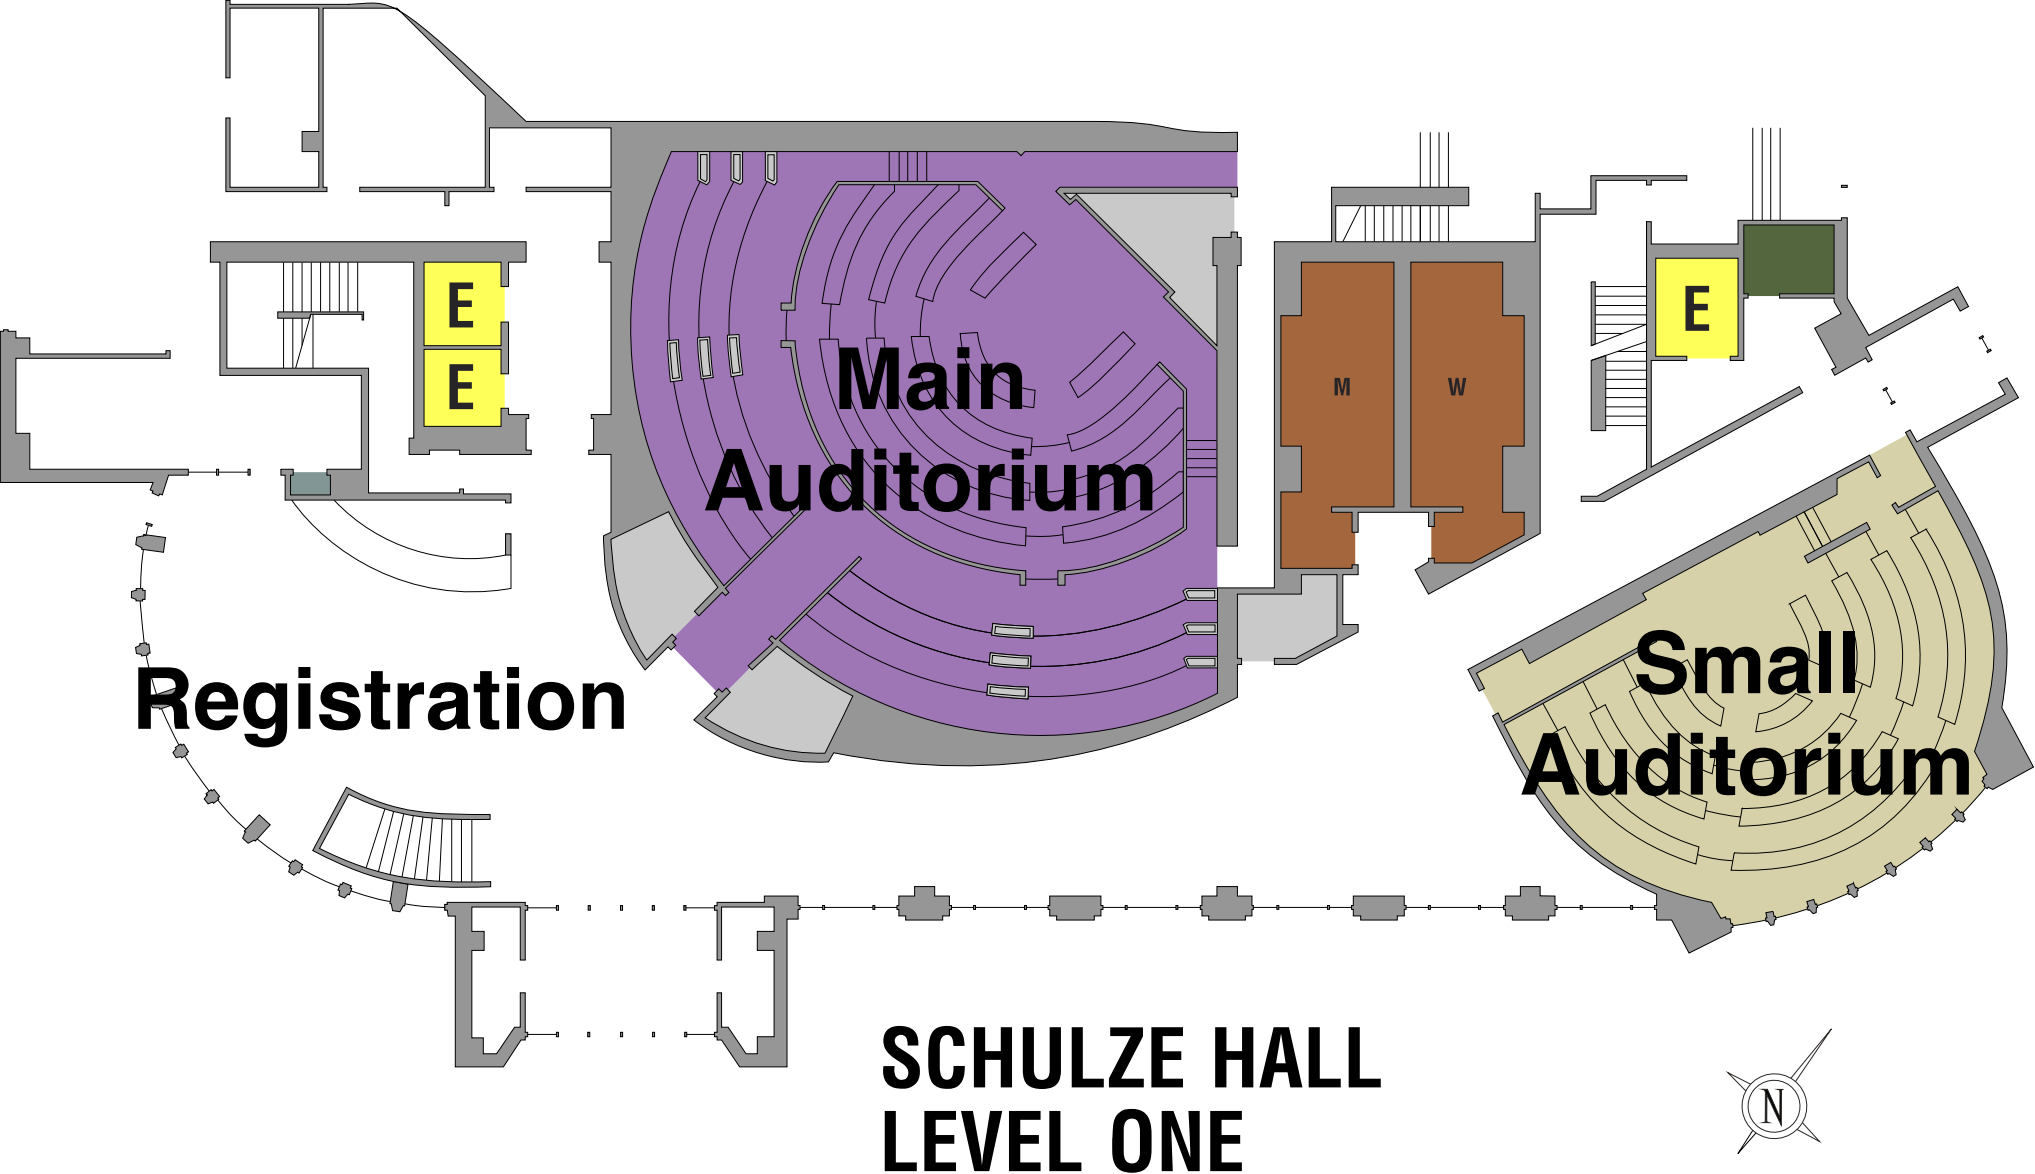 E
E
E
M
W
Main
Auditorium
Small
Auditorium
Registration
SCHULZE HALL
LEVEL ONE
N